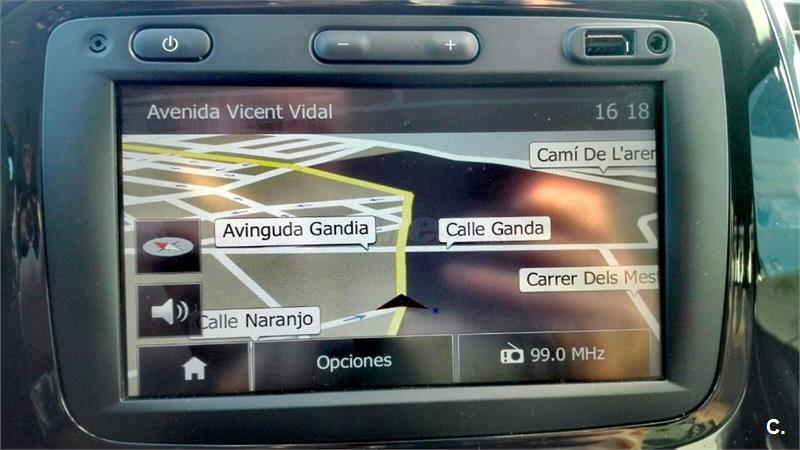 Avenida Vicent Vidal
16 18
Camí De L'arer
Avinguda Gandia
Calle Ganda
Carrer Dels Mest
Calle Naranjo
Opciones
99.0 MHz
C.